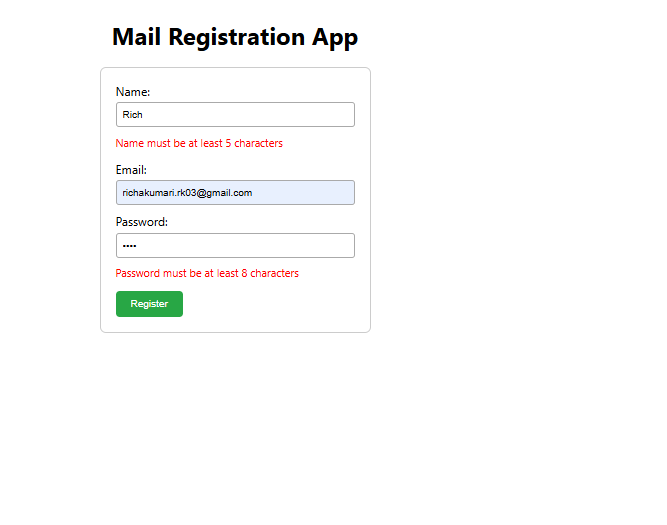 Mail Registration App
Name:
Rich
Name must be at least 5 characters
Email:
richakumari.rk03@gmail.com
Password:
••••
Password must be at least 8 characters
Register